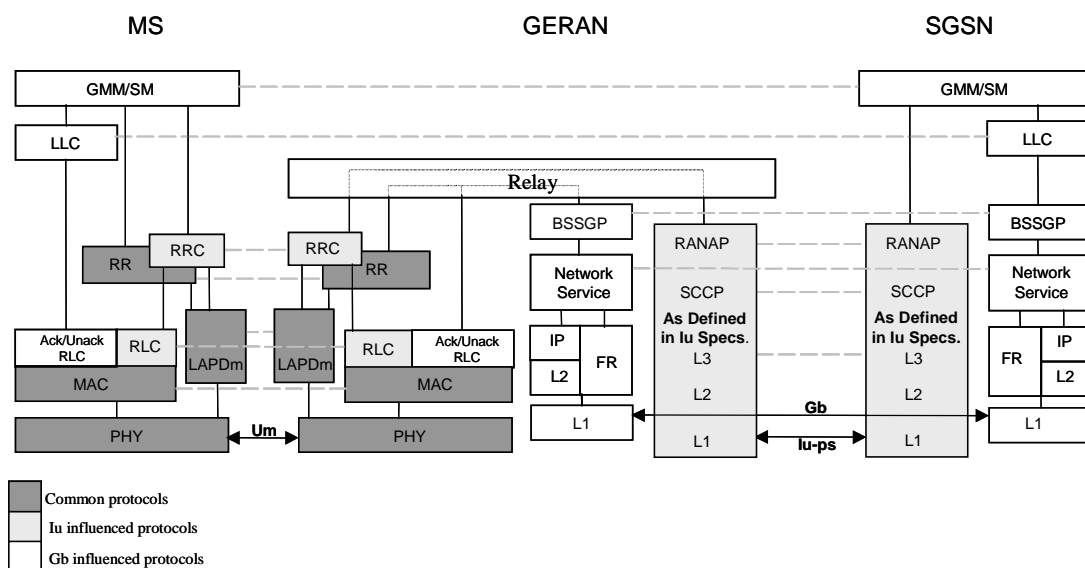 MS GERAN SGSN
GMM/SM GMM/SM
LLC LLC
Relay
BSSGP BSSGP
RRC RRC RANAP RANAP
RR RR
Network Service Network Service
SCCP SCCP
As Defined in Iu Specs. As Defined in Iu Specs.
Ack/Unack RLC RLC LAPDm LAPDm RLC Ack/Unack RLC
IP FR L3 L3 FR IP
MAC MAC L2 L2 L2 L2
Gb
L1 L1
PHY Um PHY L1 Iu-ps L1
Common protocols
Iu influenced protocols
Gb influenced protocols